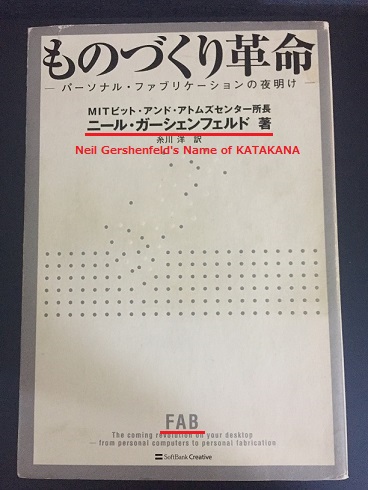 ものづくり革命
パーソナル・ファブリケーションの夜明け
MITビット・アンド・アトムズセンター所長
ニール・ガーシェンフェルド 著
糸川 洋 訳
Neil Gershenfeld's Name of KATAKANA
FAB
The coming revolution on your desktop
—from personal computers to personal fabrication
SoftBank Creative